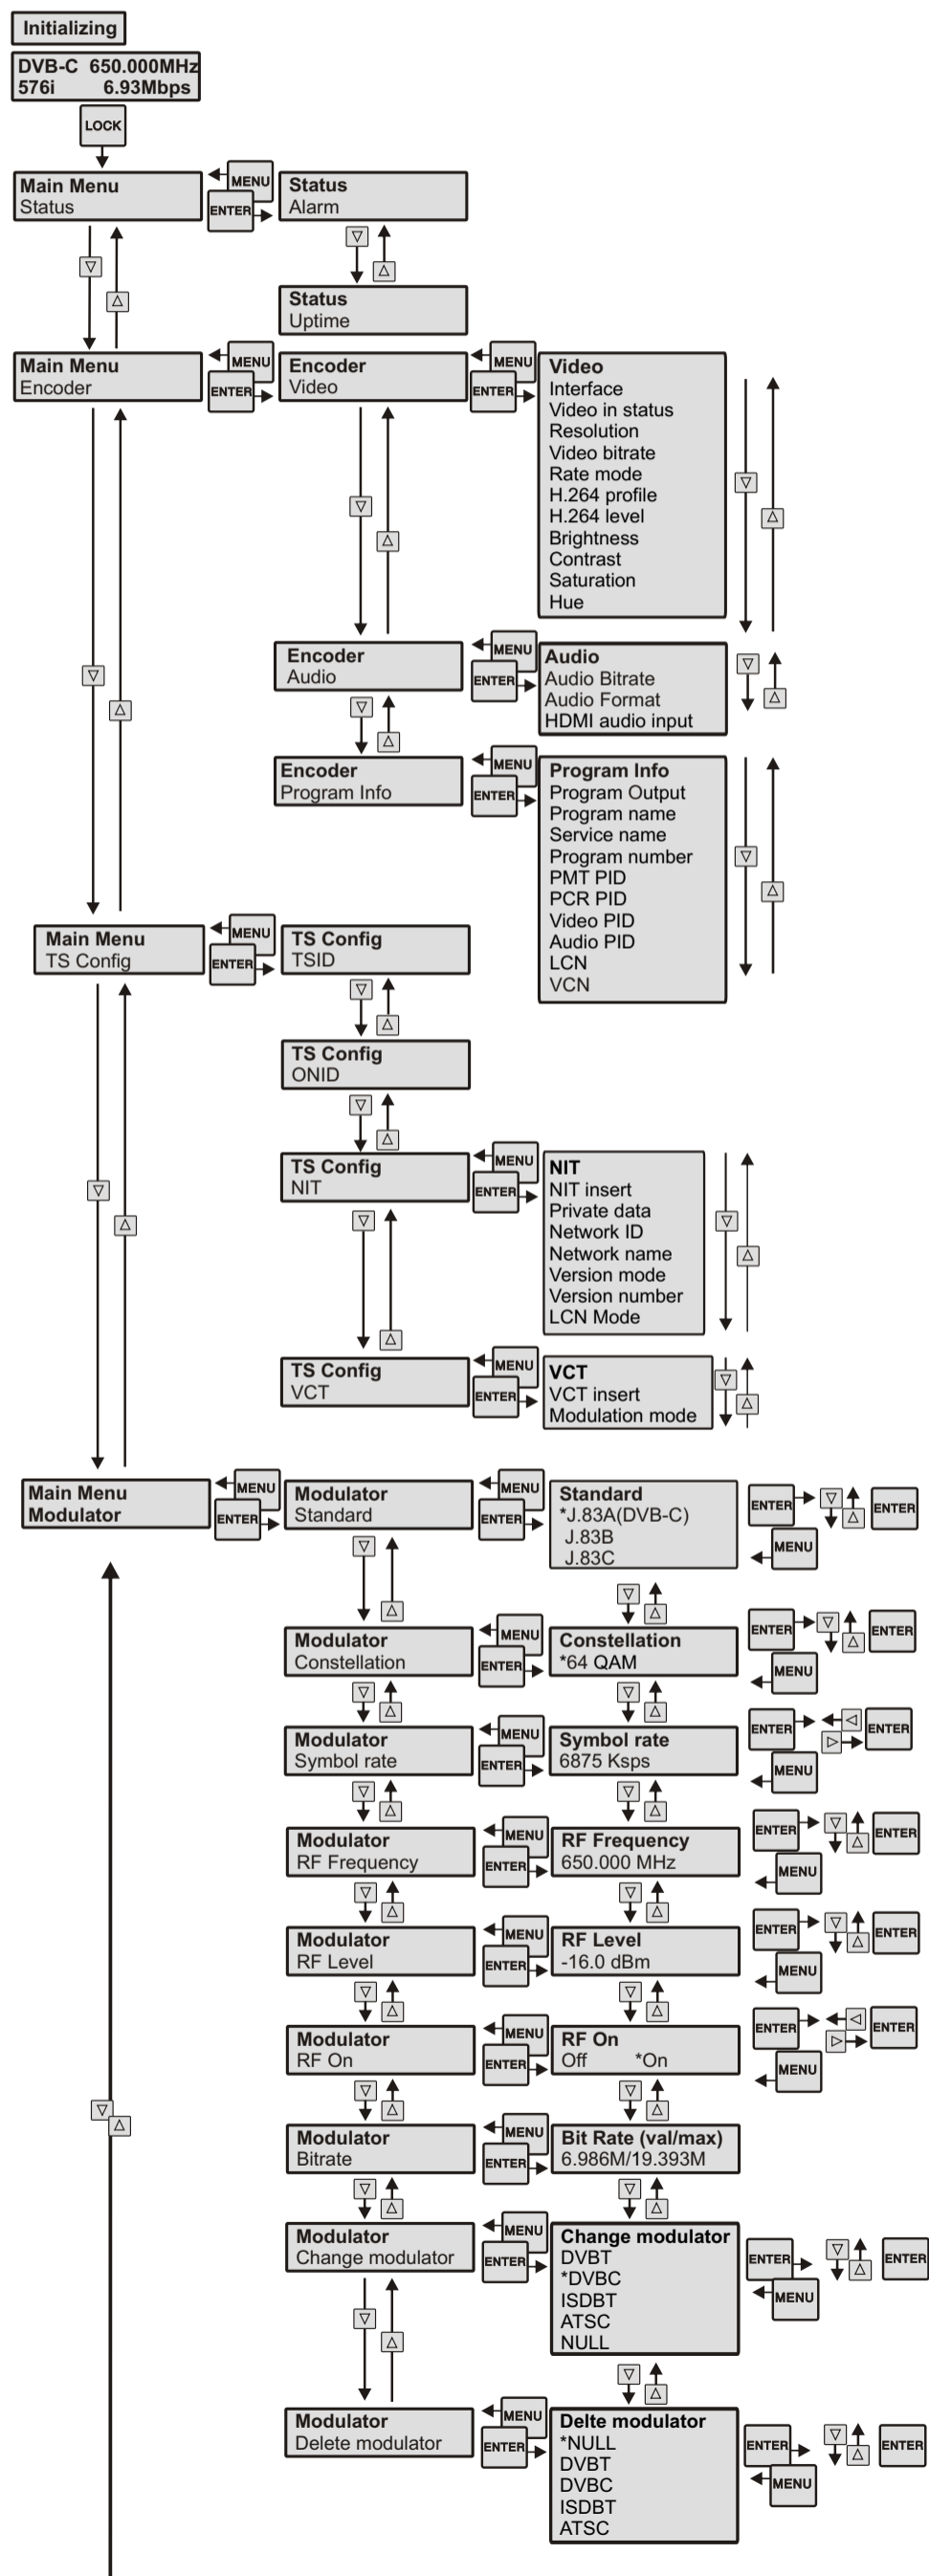 Initializing
DVB-C 650.000MHz
576i 6.93Mbps
LOCK
Main Menu
Status
MENU
ENTER
Status
Alarm
Status
Uptime
Main Menu
Encoder
MENU
ENTER
Encoder
Video
MENU
ENTER
Video
Interface
Video in status
Resolution
Video bitrate
Rate mode
H.264 profile
H.264 level
Brightness
Contrast
Saturation
Hue
Encoder
Audio
MENU
ENTER
Audio
Audio Bitrate
Audio Format
HDMI audio input
Encoder
Program Info
MENU
ENTER
Program Info
Program Output
Program name
Service name
Program number
PMT PID
PCR PID
Video PID
Audio PID
LCN
VCN
Main Menu
TS Config
MENU
ENTER
TS Config
TSID
TS Config
ONID
TS Config
NIT
MENU
ENTER
NIT
NIT insert
Private data
Network ID
Network name
Version mode
Version number
LCN Mode
TS Config
VCT
MENU
ENTER
VCT
VCT insert
Modulation mode
Main Menu
Modulator
MENU
ENTER
Modulator
Standard
MENU
ENTER
Standard
*J.83A(DVB-C)
J.83B
J.83C
ENTER
ENTER
MENU
Modulator
Constellation
MENU
ENTER
Constellation
*64 QAM
ENTER
ENTER
MENU
Modulator
Symbol rate
MENU
ENTER
Symbol rate
6875 Ksps
ENTER
ENTER
MENU
Modulator
RF Frequency
MENU
ENTER
RF Frequency
650.000 MHz
ENTER
ENTER
MENU
Modulator
RF Level
MENU
ENTER
RF Level
-16.0 dBm
ENTER
ENTER
MENU
Modulator
RF On
MENU
ENTER
RF On
Off *On
ENTER
ENTER
MENU
Modulator
Bitrate
MENU
ENTER
Bit Rate (val/max)
6.986M/19.393M
Modulator
Change modulator
MENU
ENTER
Change modulator
DVBT
*DVBC
ISDBT
ATSC
NULL
ENTER
ENTER
MENU
Modulator
Delete modulator
MENU
ENTER
Delte modulator
*NULL
DVBT
DVBC
ISDBT
ATSC
ENTER
ENTER
MENU